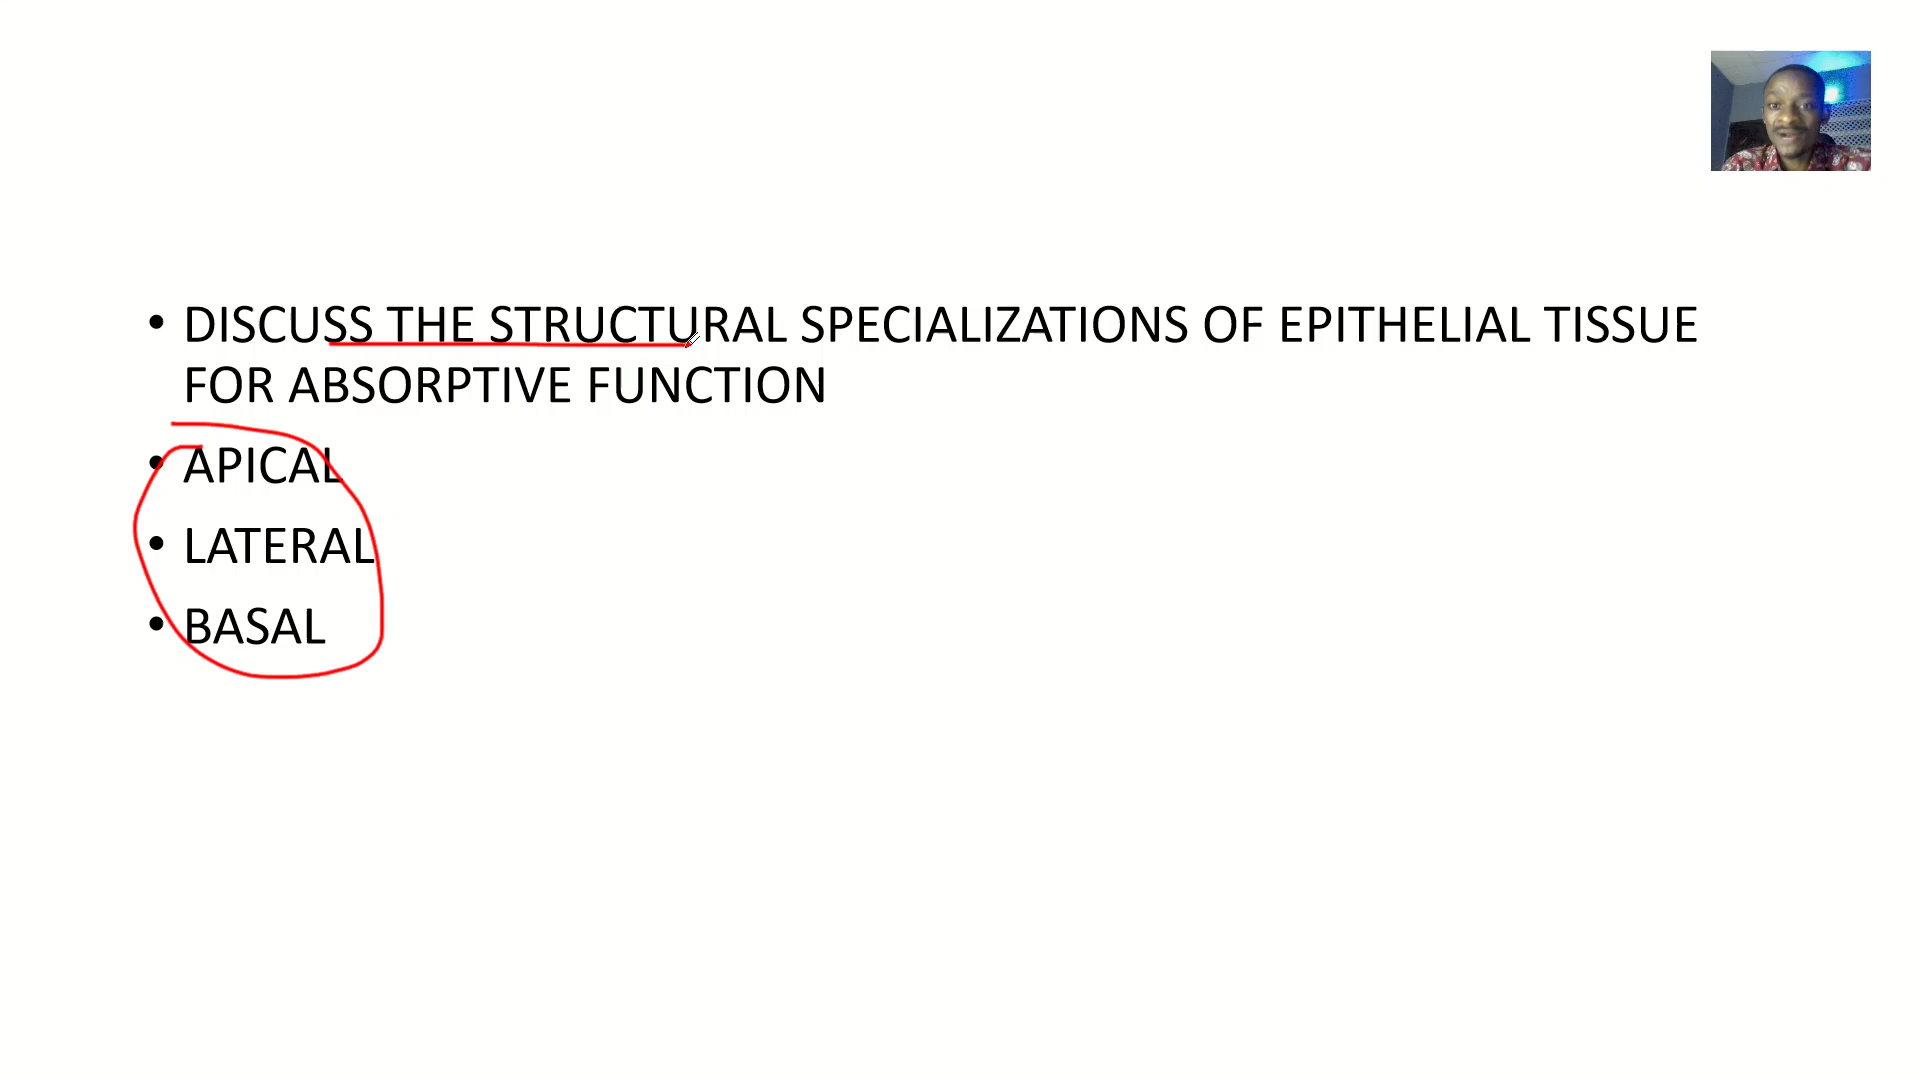 • DISCUSS THE STRUCTURAL SPECIALIZATIONS OF EPITHELIAL TISSUE
FOR ABSORPTIVE FUNCTION
• APICAL
• LATERAL
• BASAL